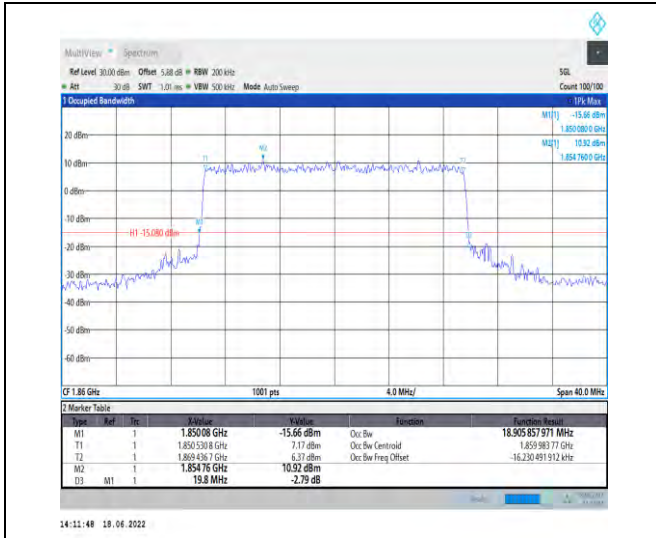 MultiView Spectrum
Ref Level 30.00 dBm Offset 5.88 dB RBW 200 kHz SGL
Att 30 dB SWT 1.01 ms VBW 500 kHz Mode Auto Sweep Count 100/100
1 Occupied Bandwidth 1Pk Max
M1[1] -15.66 dBm
1.850 080 0 GHz
M2[1] 10.92 dBm
1.854 760 0 GHz
20 dBm
M2
T1
T2
10 dBm
0 dBm
-10 dBm
M1
H1 -15.080 dBm
-20 dBm
-30 dBm
-40 dBm
-50 dBm
-60 dBm
CF 1.86 GHz 1001 pts 4.0 MHz/ Span 40.0 MHz
2 Marker Table
Type Ref Trc X-Value Y-Value Function Function Result
M1 1 1.85008 GHz -15.66 dBm Occ Bw 18.905 857 971 MHz
T1 1 1.850 530 8 GHz 7.17 dBm Occ Bw Centroid 1.859 983 77 GHz
T2 1 1.869 436 7 GHz 6.37 dBm Occ Bw Freq Offset -16.230 491 912 kHz
M2 1 1.854 76 GHz 10.92 dBm
D3 M1 1 19.8 MHz -2.79 dB
14:11:48 18.06.2022